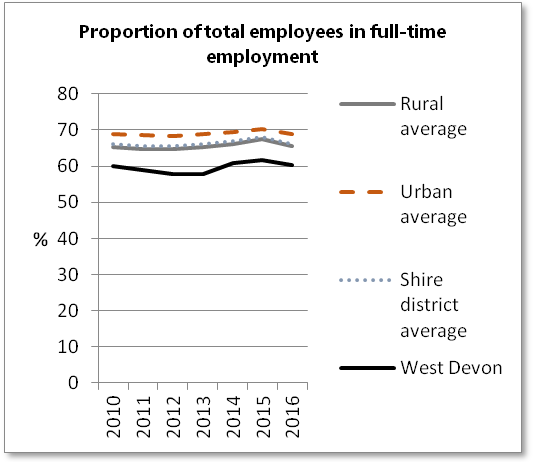 Proportion of total employees in full-time
employment
80
70
60
50
40
30
20
10
0
%
2010
2011
2012
2013
2014
2015
2016
Rural
average
Urban
average
Shire
district
average
West Devon